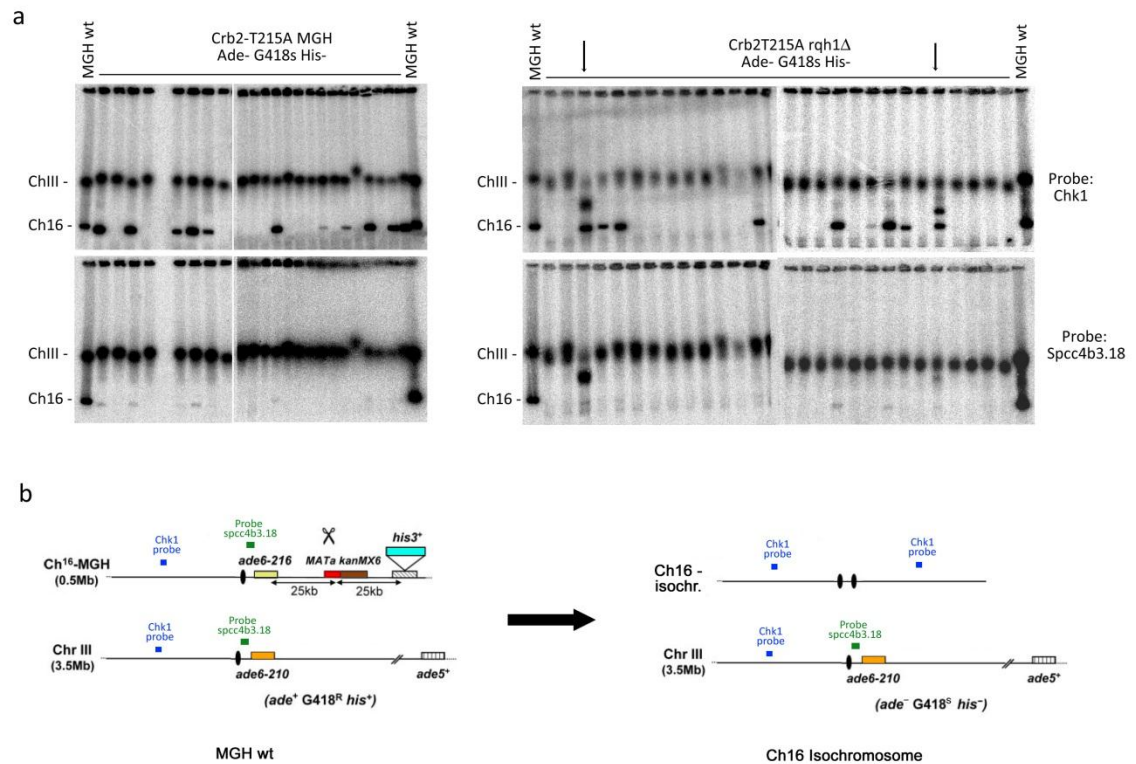 a
MGH wt
Crb2-T215A MGH
Ade- G418s His-
MGH wt
MGH wt
Crb2T215A rqh1Δ
Ade- G418s His-
MGH wt
ChIII -
Ch16 -
ChIII -
Ch16 -
Probe:
Chk1
ChIII -
Ch16 -
ChIII -
Ch16 -
Probe:
Spcc4b3.18
b
Chk1
probe
Probe
spcc4b3.18
ade6-216
MATa kanMX6
his3⁺
Ch¹⁶-MGH
(0.5Mb)
25kb
25kb
Chk1
probe
Probe
spcc4b3.18
Chr III
(3.5Mb)
ade6-210
ade5⁺
(ade⁺ G418ᴿ his⁺)
MGH wt
Chk1
probe
Chk1
probe
Ch16 -
isochr.
Chk1
probe
Probe
spcc4b3.18
Chr III
(3.5Mb)
ade6-210
ade5⁺
(ade⁻ G418ˢ his⁻)
Ch16 Isochromosome